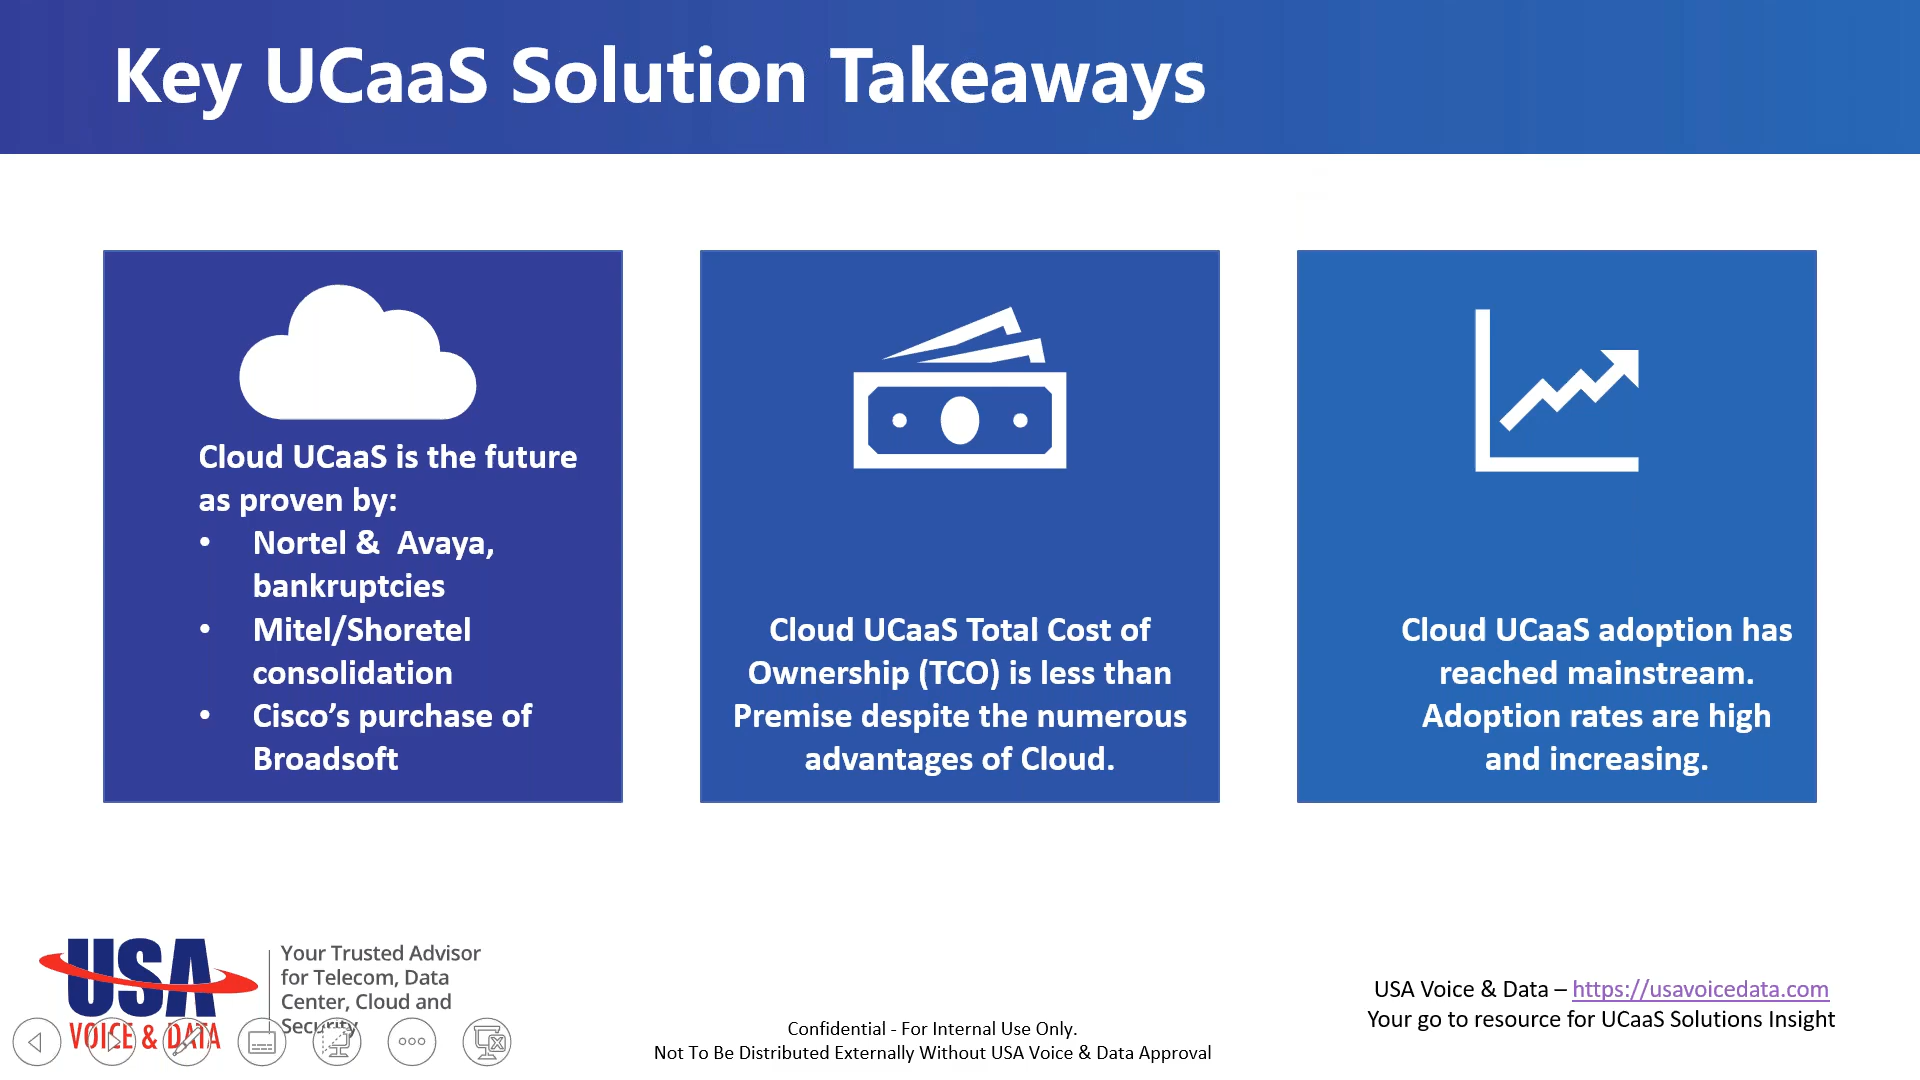 Key UCaaS Solution Takeaways
Cloud UCaaS is the future
as proven by:
• Nortel &  Avaya,
bankruptcies
• Mitel/Shoretel
consolidation
• Cisco’s purchase of
Broadsoft
Cloud UCaaS Total Cost of
Ownership (TCO) is less than
Premise despite the numerous
advantages of Cloud.
Cloud UCaaS adoption has
reached mainstream.
Adoption rates are high
and increasing.
USA
VOICE & DATA
Your Trusted Advisor
for Telecom, Data
Center, Cloud and
Security
Confidential - For Internal Use Only.
Not To Be Distributed Externally Without USA Voice & Data Approval
USA Voice & Data – https://usavoicedata.com
Your go to resource for UCaaS Solutions Insight